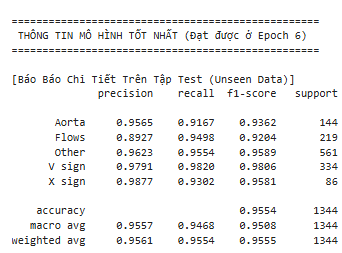 ==================================================
THÔNG TIN MÔ HÌNH TỐT NHẤT (Đạt được ở Epoch 6)
==================================================
[Báo Báo Chi Tiết Trên Tập Test (Unseen Data)]
precision recall f1-score support
Aorta 0.9565 0.9167 0.9362 144
Flows 0.8927 0.9498 0.9204 219
Other 0.9623 0.9554 0.9589 561
V sign 0.9791 0.9820 0.9806 334
X sign 0.9877 0.9302 0.9581 86
accuracy 0.9554 1344
macro avg 0.9557 0.9468 0.9508 1344
weighted avg 0.9561 0.9554 0.9555 1344